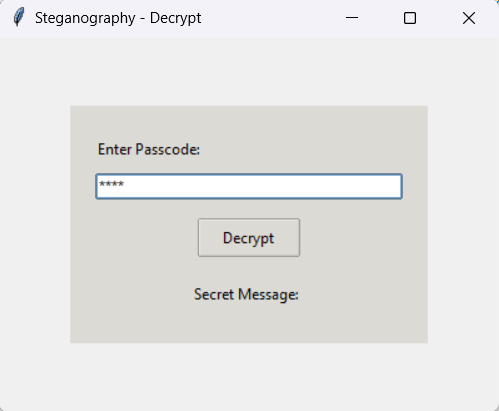 Steganography - Decrypt
Enter Passcode:
****
Decrypt
Secret Message: